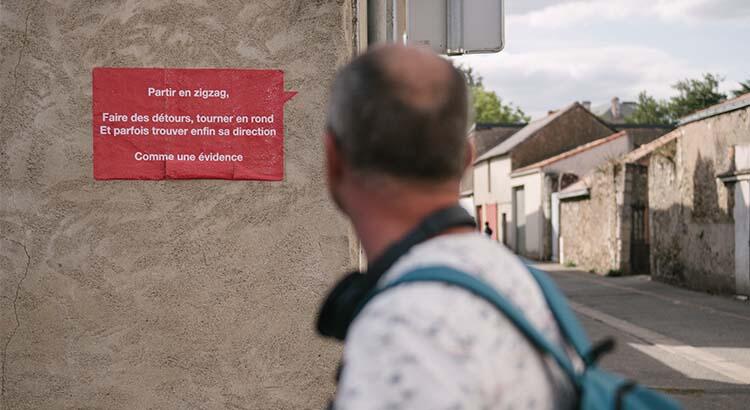 Partir en zigzag,
Faire des détours, tourner en rond
Et parfois trouver enfin sa direction
Comme une évidence